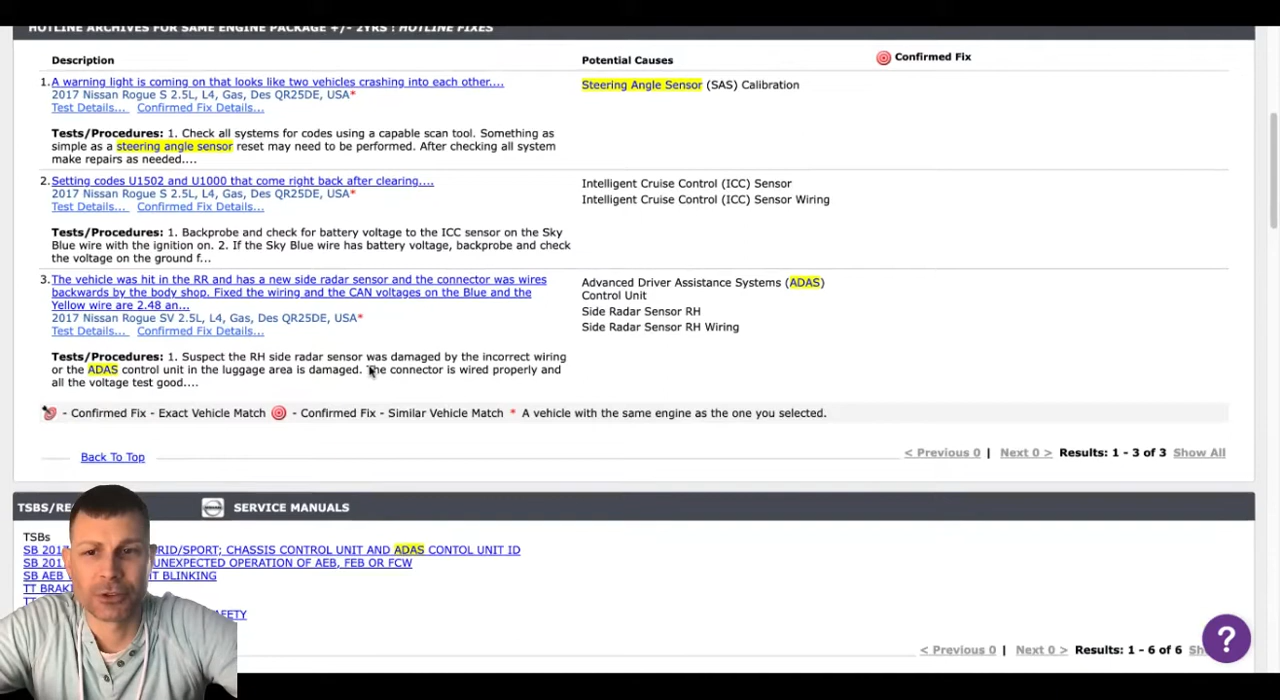 HOTLINE ARCHIVES FOR SAME ENGINE PACKAGE +/- 2YRS ! HOTLINE FIXES
Description Potential Causes Confirmed Fix
1. A warning light is coming on that looks like two vehicles crashing into each other.... Steering Angle Sensor (SAS) Calibration
2017 Nissan Rogue S 2.5L, L4, Gas, Des QR25DE, USA*
Test Details... Confirmed Fix Details...
Tests/Procedures: 1. Check all systems for codes using a capable scan tool. Something as
simple as a steering angle sensor reset may need to be performed. After checking all system
make repairs as needed....
2. Setting codes U1502 and U1000 that come right back after clearing.... Intelligent Cruise Control (ICC) Sensor
2017 Nissan Rogue S 2.5L, L4, Gas, Des QR25DE, USA* Intelligent Cruise Control (ICC) Sensor Wiring
Test Details... Confirmed Fix Details...
Tests/Procedures: 1. Backprobe and check for battery voltage to the ICC sensor on the Sky
Blue wire with the ignition on. 2. If the Sky Blue wire has battery voltage, backprobe and check
the voltage on the ground f...
3. The vehicle was hit in the RR and has a new side radar sensor and the connector was wires Advanced Driver Assistance Systems (ADAS)
backwards by the body shop. Fixed the wiring and the CAN voltages on the Blue and the Control Unit
Yellow wire are 2.48 an... Side Radar Sensor RH
2017 Nissan Rogue SV 2.5L, L4, Gas, Des QR25DE, USA* Side Radar Sensor RH Wiring
Test Details... Confirmed Fix Details...
Tests/Procedures: 1. Suspect the RH side radar sensor was damaged by the incorrect wiring
or the ADAS control unit in the luggage area is damaged. The connector is wired properly and
all the voltage test good....
- Confirmed Fix - Exact Vehicle Match - Confirmed Fix - Similar Vehicle Match * A vehicle with the same engine as the one you selected.
Back To Top < Previous 0 | Next 0 > Results: 1 - 3 of 3 Show All
TSBS/RE SERVICE MANUALS
TSBs
SB 201 RID/SPORT; CHASSIS CONTROL UNIT AND ADAS CONTOL UNIT ID
SB 201 UNEXPECTED OPERATION OF AEB, FEB OR FCW
SB AEB HT BLINKING
TT BRAK
TT
FETY
< Previous 0 | Next 0 > Results: 1 - 6 of 6 Sh
?